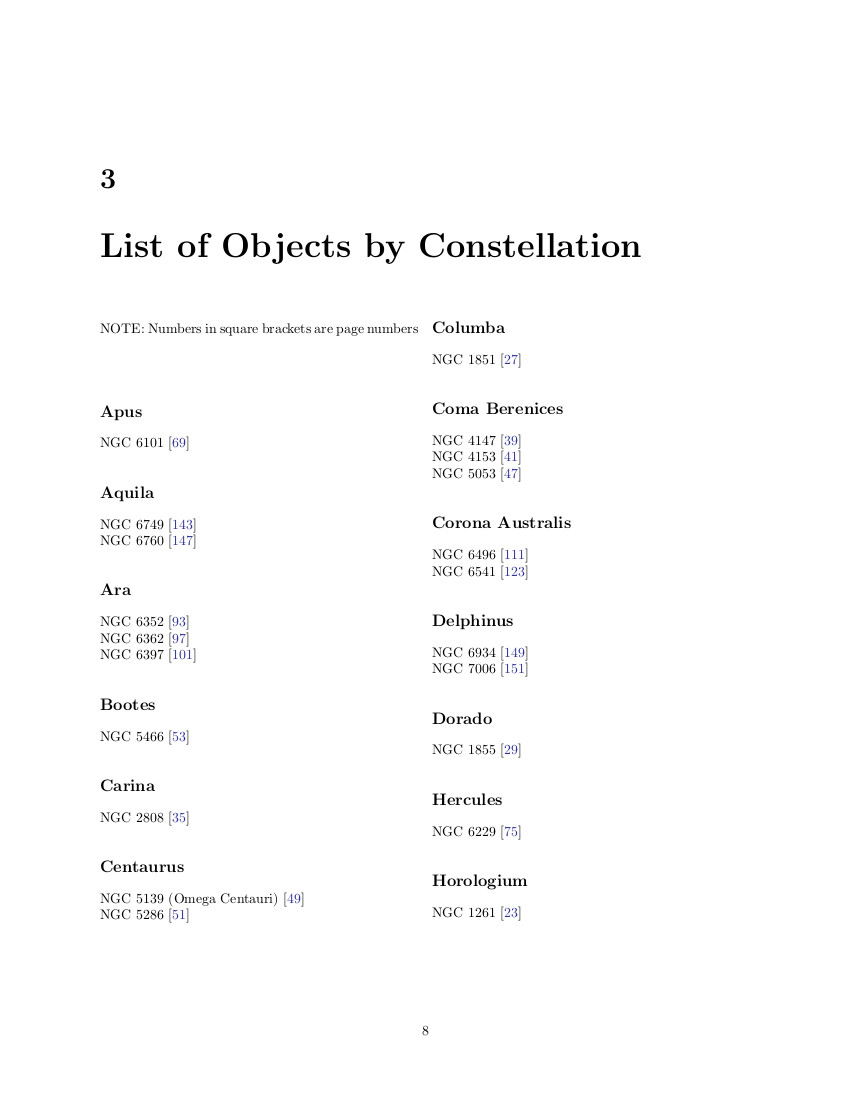 3
List of Objects by Constellation
NOTE: Numbers in square brackets are page numbers
Apus
NGC 6101 [69]
Aquila
NGC 6749 [143]
NGC 6760 [147]
Ara
NGC 6352 [93]
NGC 6362 [97]
NGC 6397 [101]
Bootes
NGC 5466 [53]
Carina
NGC 2808 [35]
Centaurus
NGC 5139 (Omega Centauri) [49]
NGC 5286 [51]
Columba
NGC 1851 [27]
Coma Berenices
NGC 4147 [39]
NGC 4153 [41]
NGC 5053 [47]
Corona Australis
NGC 6496 [111]
NGC 6541 [123]
Delphinus
NGC 6934 [149]
NGC 7006 [151]
Dorado
NGC 1855 [29]
Hercules
NGC 6229 [75]
Horologium
NGC 1261 [23]
8